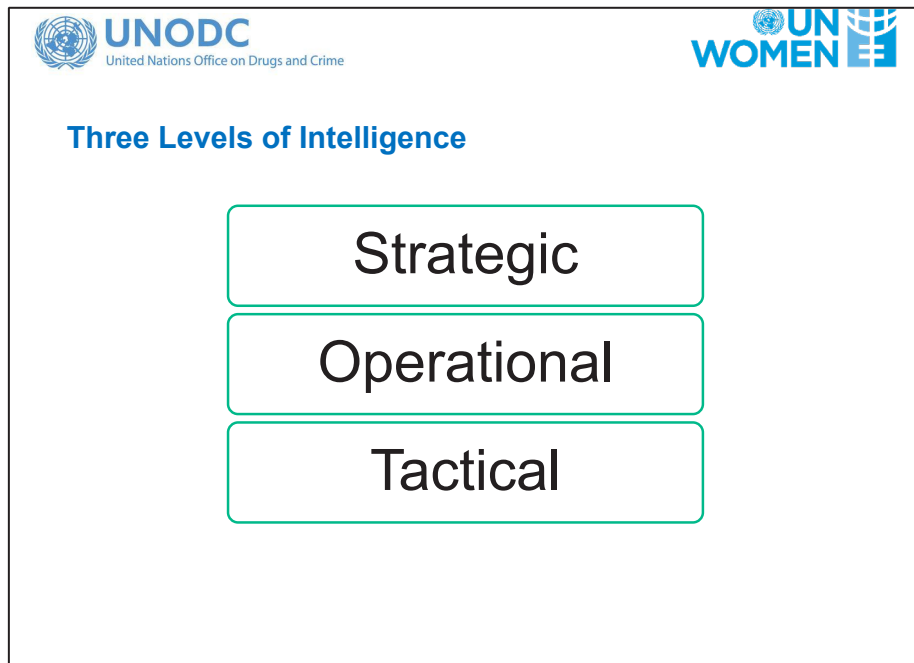 UNODC
United Nations Office on Drugs and Crime
UN
WOMEN
Three Levels of Intelligence
Strategic
Operational
Tactical